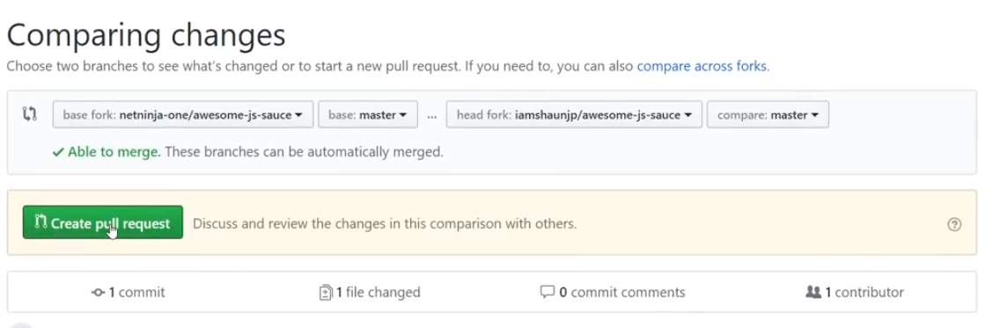 Comparing changes
Choose two branches to see what's changed or to start a new pull request. If you need to, you can also compare across forks.
base fork: netninja-one/awesome-js-sauce base: master ... head fork: iamshaunjp/awesome-js-sauce compare: master
Able to merge. These branches can be automatically merged.
Create pull request Discuss and review the changes in this comparison with others.
1 commit 1 file changed 0 commit comments 1 contributor